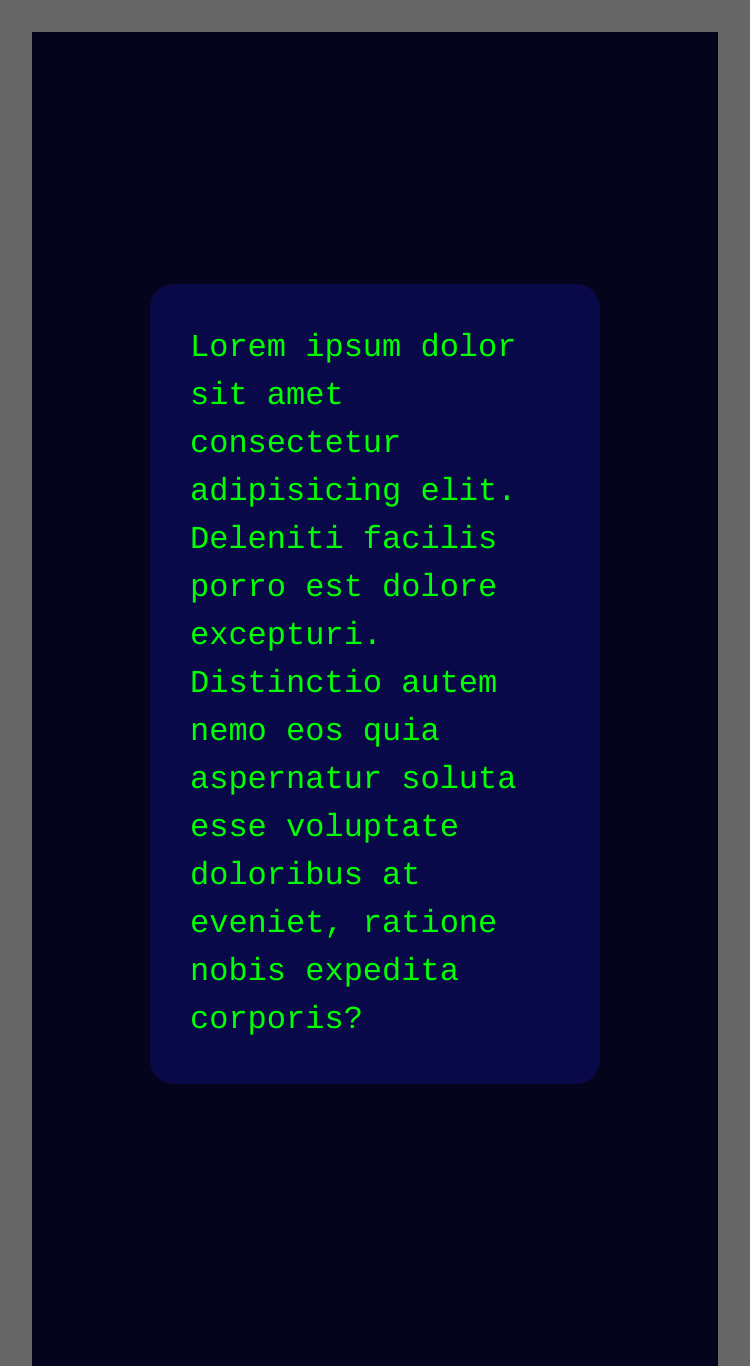 Lorem ipsum dolor
sit amet
consectetur
adipisicing elit.
Deleniti facilis
porro est dolore
excepturi.
Distinctio autem
nemo eos quia
aspernatur soluta
esse voluptate
doloribus at
eveniet, ratione
nobis expedita
corporis?